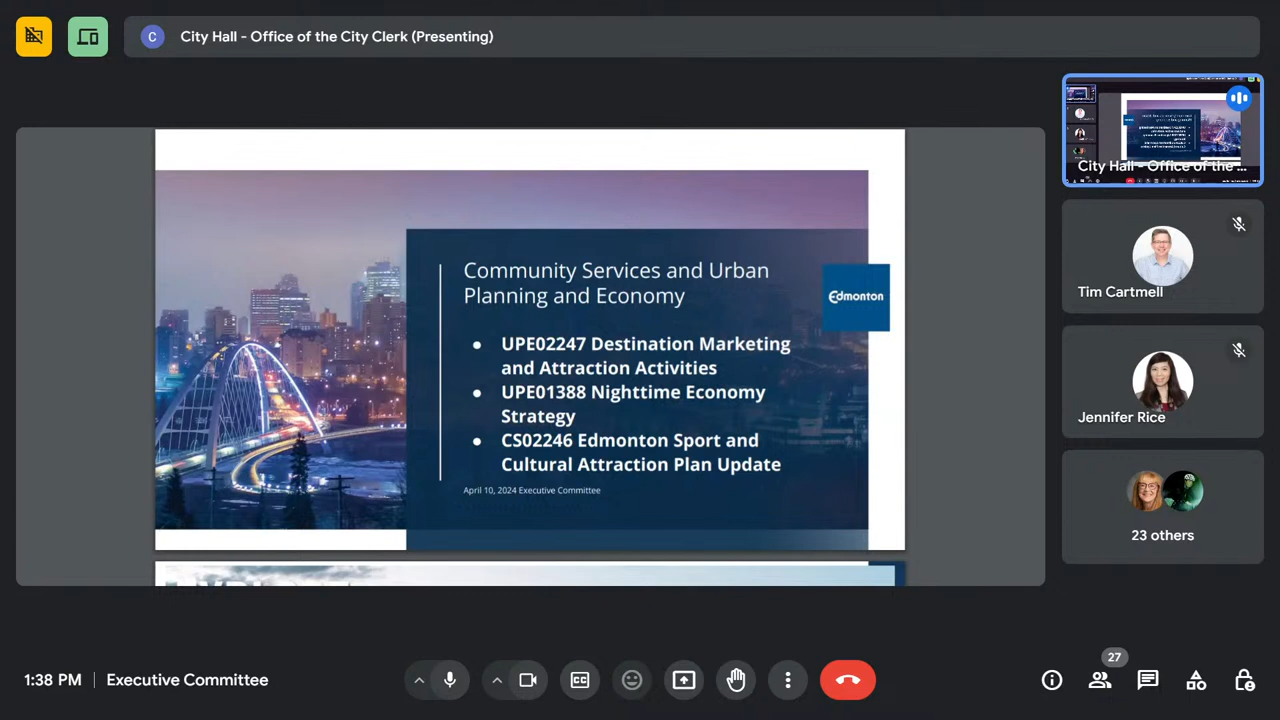 C
City Hall - Office of the City Clerk (Presenting)
Community Services and Urban
Planning and Economy
Edmonton
● UPE02247 Destination Marketing
and Attraction Activities
● UPE01388 Nighttime Economy
Strategy
● CS02246 Edmonton Sport and
Cultural Attraction Plan Update
April 10, 2024 Executive Committee
City Hall - Office of the ...
Tim Cartmell
Jennifer Rice
23 others
1:38 PM
Executive Committee
CC
27